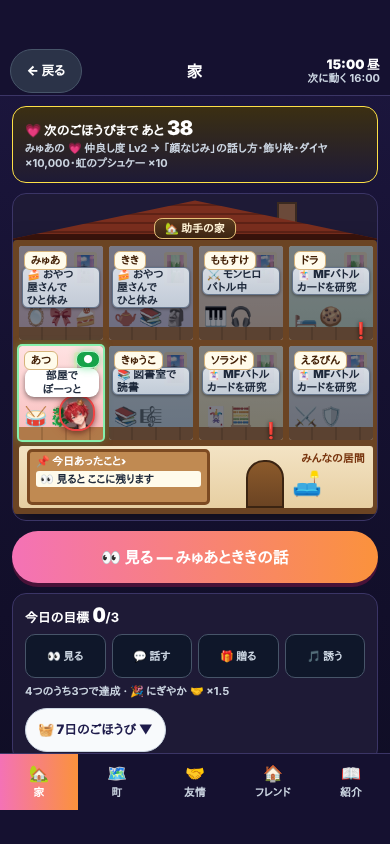 ← 戻る
家
15:00 昼
次に動く 16:00
💗 次のごほうびまで あと 38
みゅあの 💗 仲良し度 Lv2 → 「顔なじみ」の話し方・飾り枠・ダイヤ
×10,000・虹のプシュケー ×10
🏡 助手の家
みゅあ
🍰 おやつ
屋さんで
ひと休み
きき
🍰 おやつ
屋さんで
ひと休み
ももすけ
⚔️ モンヒロ
バトル中
ドラ
🃏 MFバトル
カードを研究
❗
あつ
部屋で
ぼーっと
きゅうこ
📚 図書室で
読書
ソラシド
🃏 MFバトル
カードを研究
❗
えるぴん
🃏 MFバトル
カードを研究
📌 今日あったこと›
👀 見ると ここに残ります
みんなの居間
👀 見る — みゅあとききの話
今日の目標 0/3
👀 見る
💬 話す
🎁 贈る
🎵 誘う
4つのうち3つで達成・🎉 にぎやか 🤝 ×1.5
🧺 7日のごほうび ▼
家
町
友情
フレンド
紹介